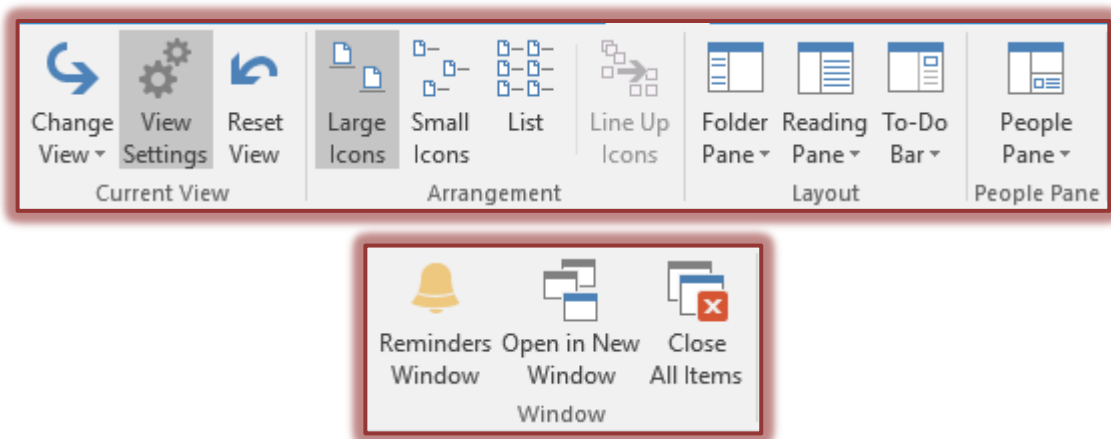 Change View Reset Large Small List Line Up Folder Reading To-Do People
View Settings View Icons Icons Icons Pane Pane Bar Pane
Current View Arrangement Layout People Pane
Reminders Open in New Close
Window Window All Items
Window